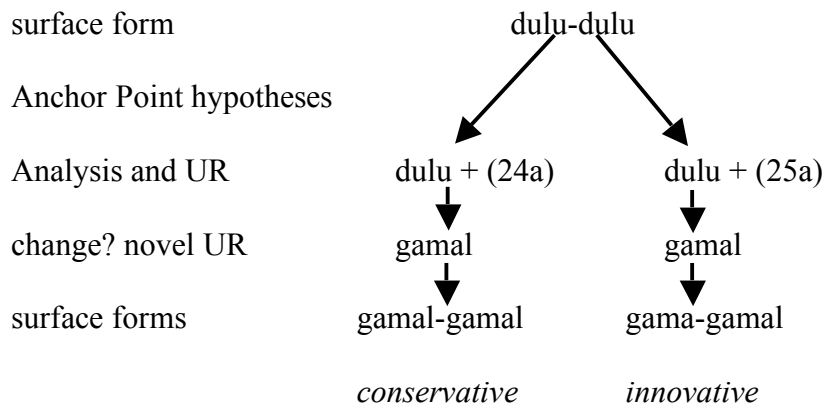 surface form dulu-dulu
Anchor Point hypotheses
Analysis and UR dulu + (24a) dulu + (25a)
change? novel UR gamal gamal
surface forms gamal-gamal gama-gamal
conservative innovative